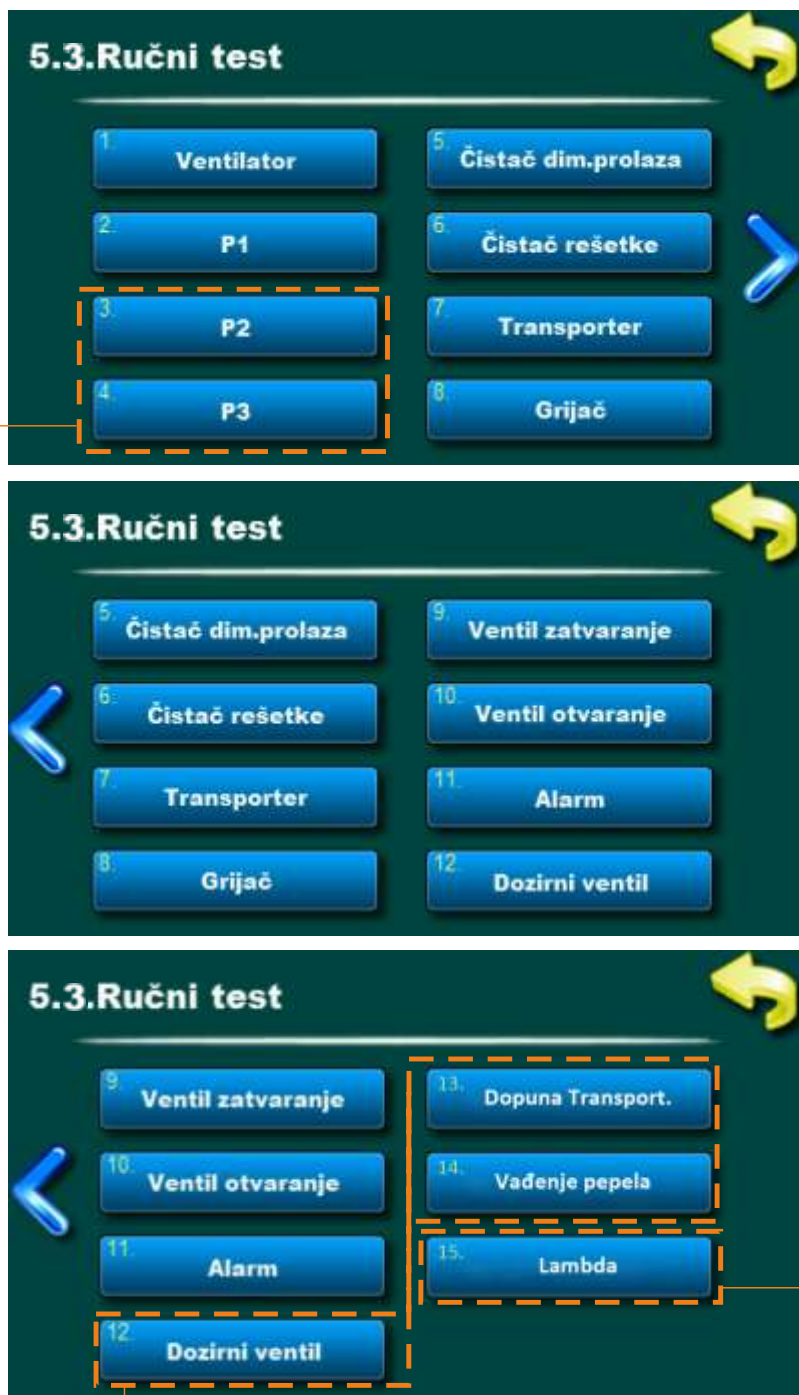 5.3.Ručni test
1. Ventilator
2. P1
3. P2
4. P3
5. Čistač dim.prolaza
6. Čistač rešetke
7. Transporter
8. Grijač
5.3.Ručni test
5. Čistač dim.prolaza
6. Čistač rešetke
7. Transporter
8. Grijač
9. Ventil zatvaranje
10. Ventil otvaranje
11. Alarm
12. Dozirni ventil
5.3.Ručni test
9. Ventil zatvaranje
10. Ventil otvaranje
11. Alarm
12. Dozirni ventil
13. Dopuna Transport.
14. Vađenje pepela
15. Lambda